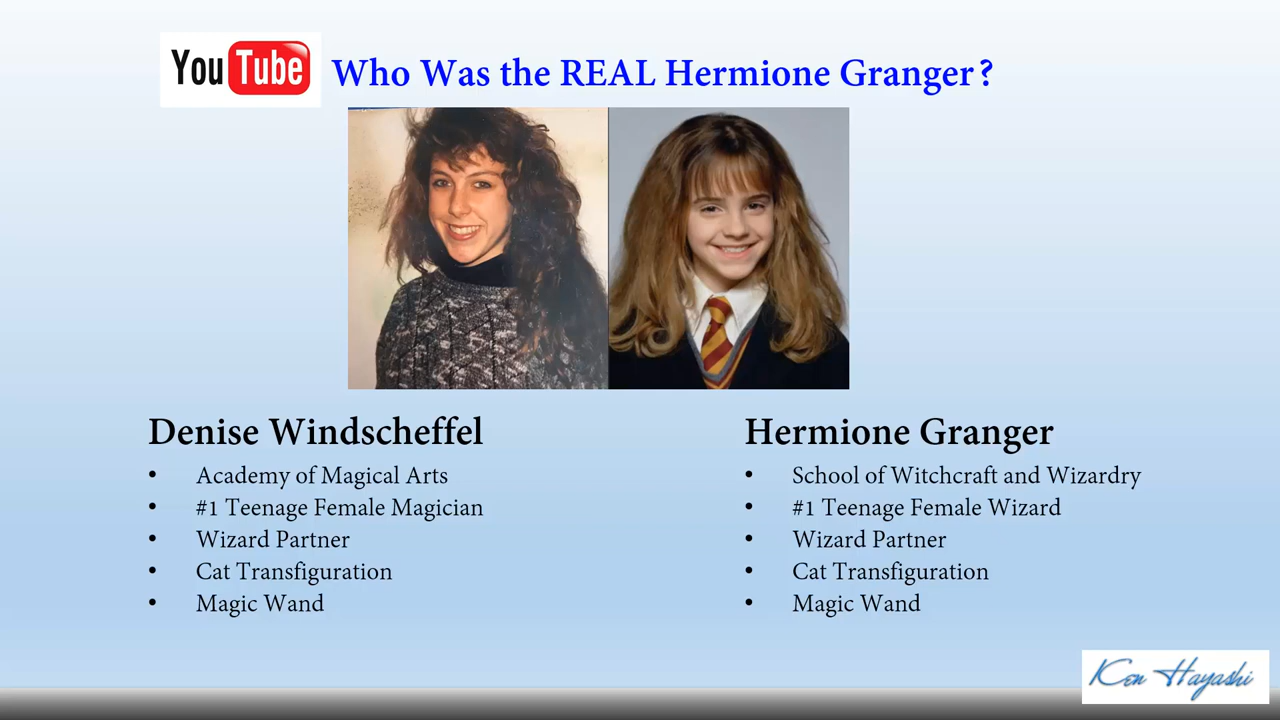 YouTube Who Was the REAL Hermione Granger?
Denise Windscheffel
• Academy of Magical Arts
• #1 Teenage Female Magician
• Wizard Partner
• Cat Transfiguration
• Magic Wand
Hermione Granger
• School of Witchcraft and Wizardry
• #1 Teenage Female Wizard
• Wizard Partner
• Cat Transfiguration
• Magic Wand
Ken Hayashi